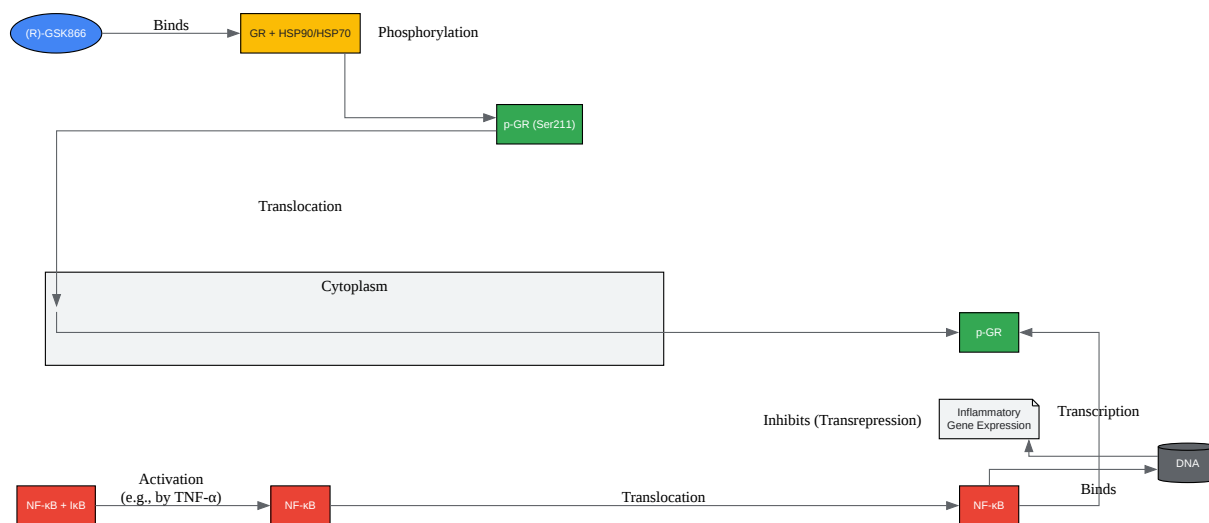 (R)-GSK866
Binds
GR + HSP90/HSP70
Phosphorylation
p-GR (Ser211)
Translocation
Cytoplasm
p-GR
Inflammatory
Gene Expression
Inhibits (Transrepression)
Transcription
DNA
Activation
(e.g., by TNF-α)
NF-κB + IκB
NF-κB
Translocation
NF-κB
Binds